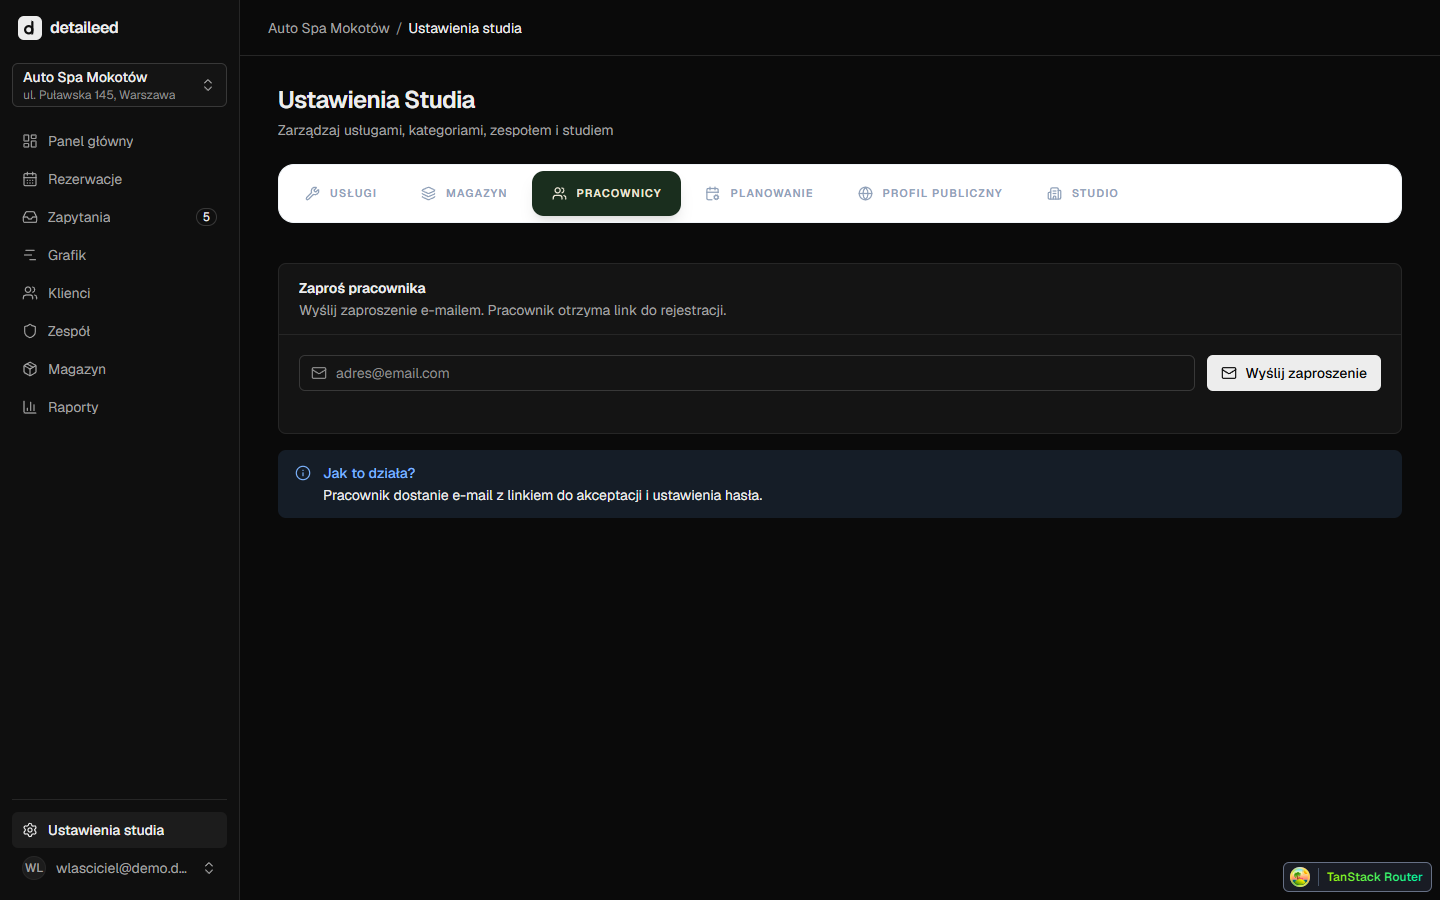 detaileed
Auto Spa Mokotów
ul. Puławska 145, Warszawa
Panel główny
Rezerwacje
Zapytania 5
Grafik
Klienci
Zespół
Magazyn
Raporty
Ustawienia studia
WL wlasciciel@demo.d...
Auto Spa Mokotów / Ustawienia studia
Ustawienia Studia
Zarządzaj usługami, kategoriami, zespołem i studiem
USŁUGI MAGAZYN PRACOWNICY PLANOWANIE PROFIL PUBLICZNY STUDIO
Zaproś pracownika
Wyślij zaproszenie e-mailem. Pracownik otrzyma link do rejestracji.
adres@email.com Wyślij zaproszenie
Jak to działa?
Pracownik dostanie e-mail z linkiem do akceptacji i ustawienia hasła.
TanStack Router